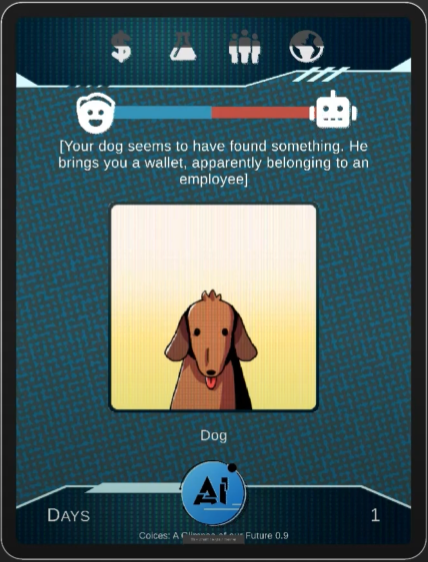 [Your dog seems to have found something. He
brings you a wallet, apparently belonging to an
employee]
Dog
Ai
DAYS 1
Coices: A Glimpse of our Future 0.9